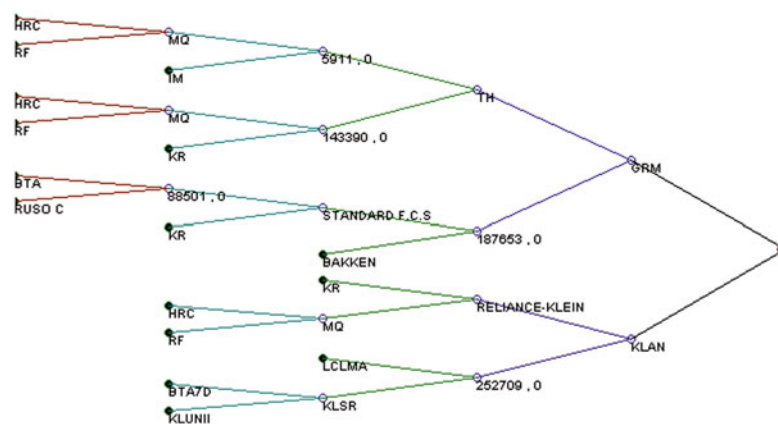 HRC
RF
MQ
IM
5911,0
TH
HRC
RF
MQ
KR
143390,0
GRM
BTA
RUSO C
88501,0
KR
STANDARD F.C.S
187653,0
BAKKEN
KR
RELIANCE-KLEIN
HRC
RF
MQ
KLAN
LCLMA
252709,0
BTA7D
KLUNII
KLSR